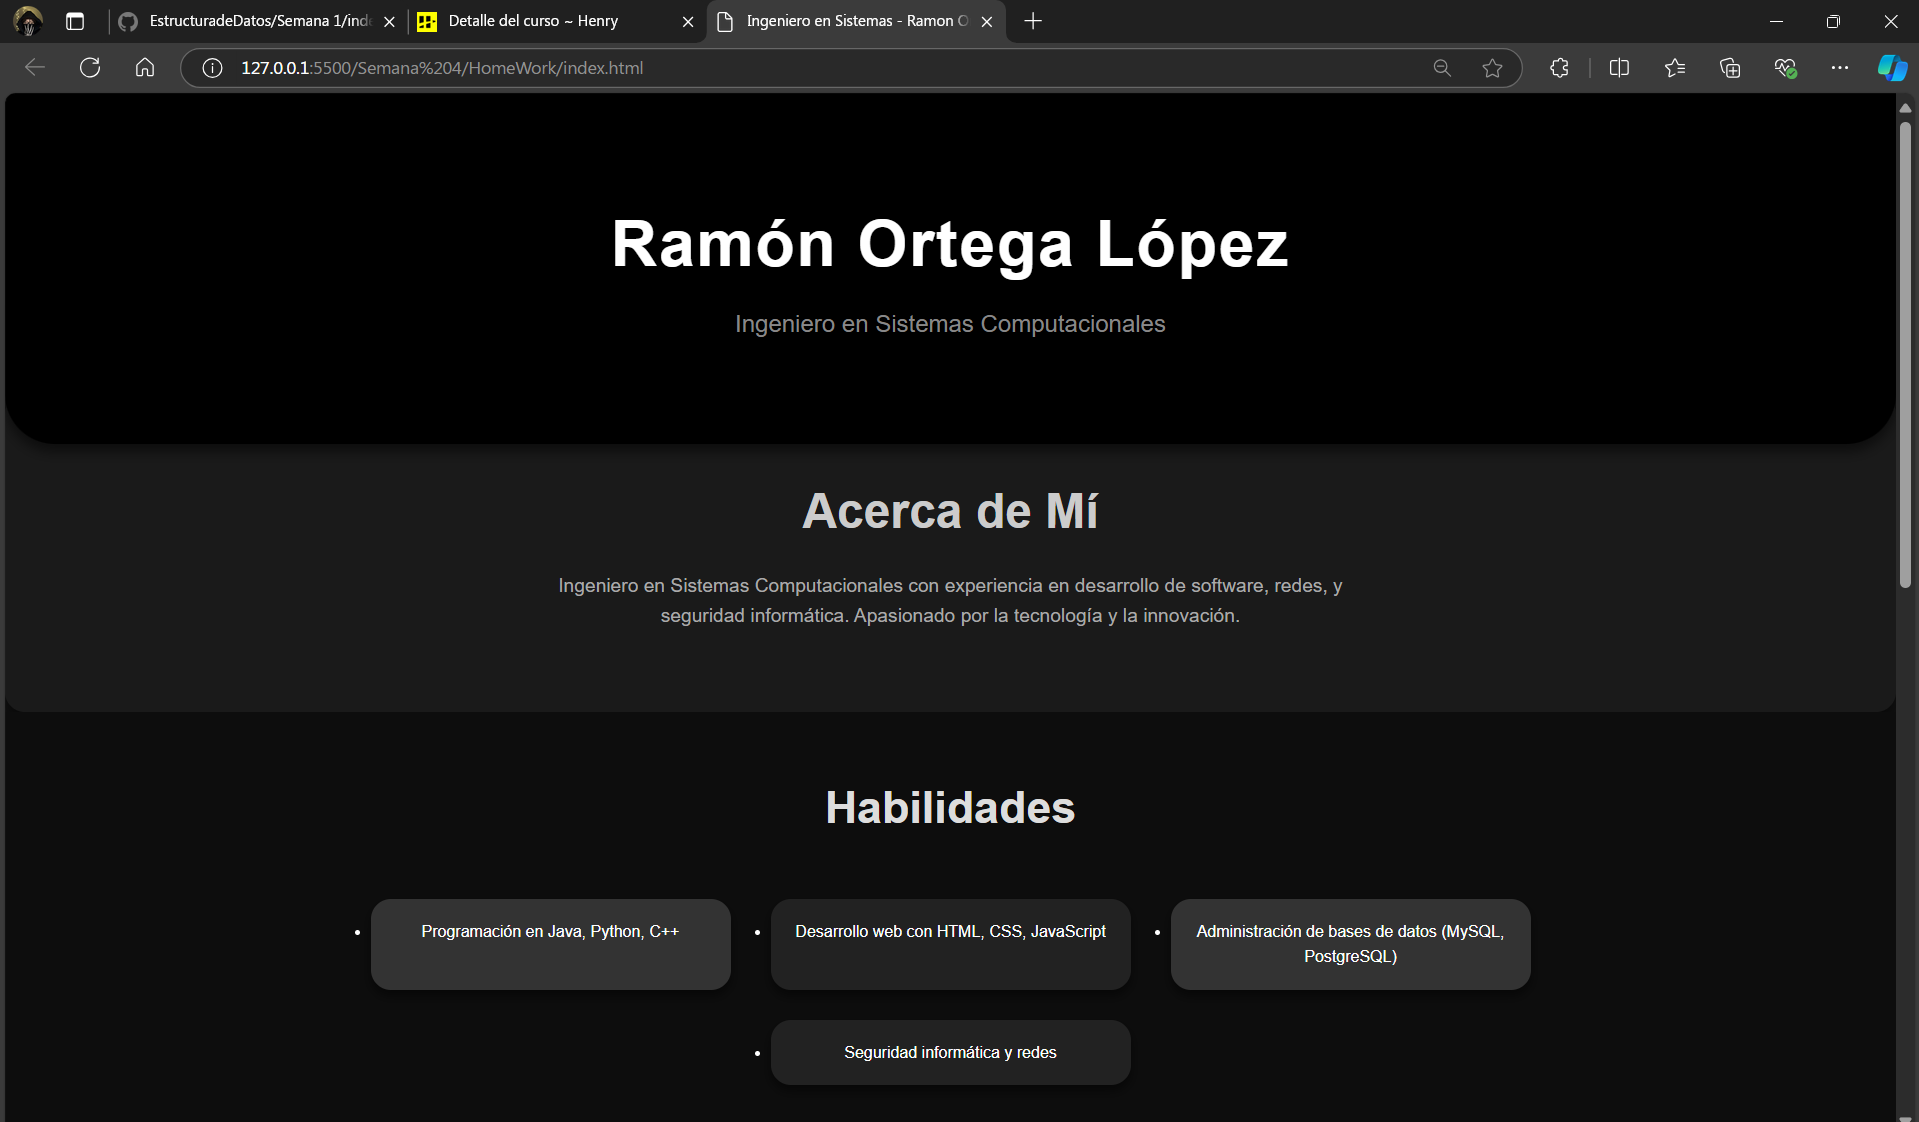 EstructuradeDatos/Semana 1/inde
Detalle del curso ~ Henry
Ingeniero en Sistemas - Ramon O
127.0.0.1:5500/Semana%204/HomeWork/index.html
Ramón Ortega López
Ingeniero en Sistemas Computacionales
Acerca de Mí
Ingeniero en Sistemas Computacionales con experiencia en desarrollo de software, redes, y
seguridad informática. Apasionado por la tecnología y la innovación.
Habilidades
• Programación en Java, Python, C++
• Desarrollo web con HTML, CSS, JavaScript
• Administración de bases de datos (MySQL,
PostgreSQL)
• Seguridad informática y redes